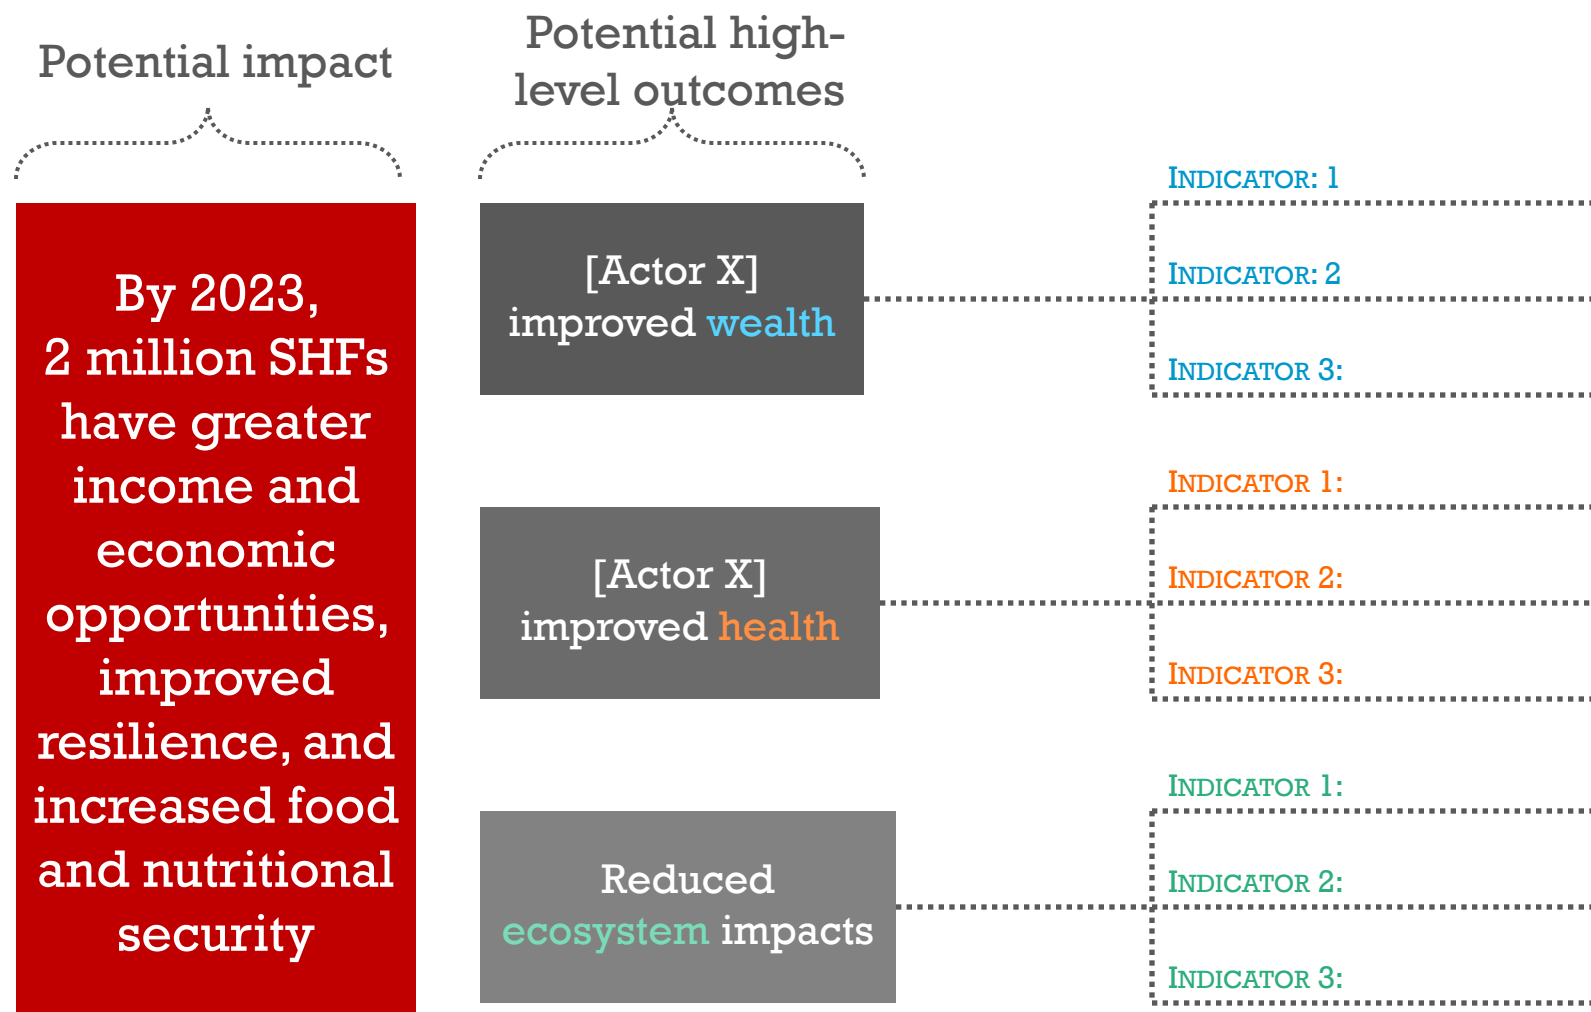 Potential impact
Potential high-
level outcomes
By 2023,
2 million SHFs
have greater
income and
economic
opportunities,
improved
resilience, and
increased food
and nutritional
security
[Actor X]
improved wealth
INDICATOR: 1
INDICATOR: 2
INDICATOR 3:
[Actor X]
improved health
INDICATOR 1:
INDICATOR 2:
INDICATOR 3:
Reduced
ecosystem impacts
INDICATOR 1:
INDICATOR 2:
INDICATOR 3: